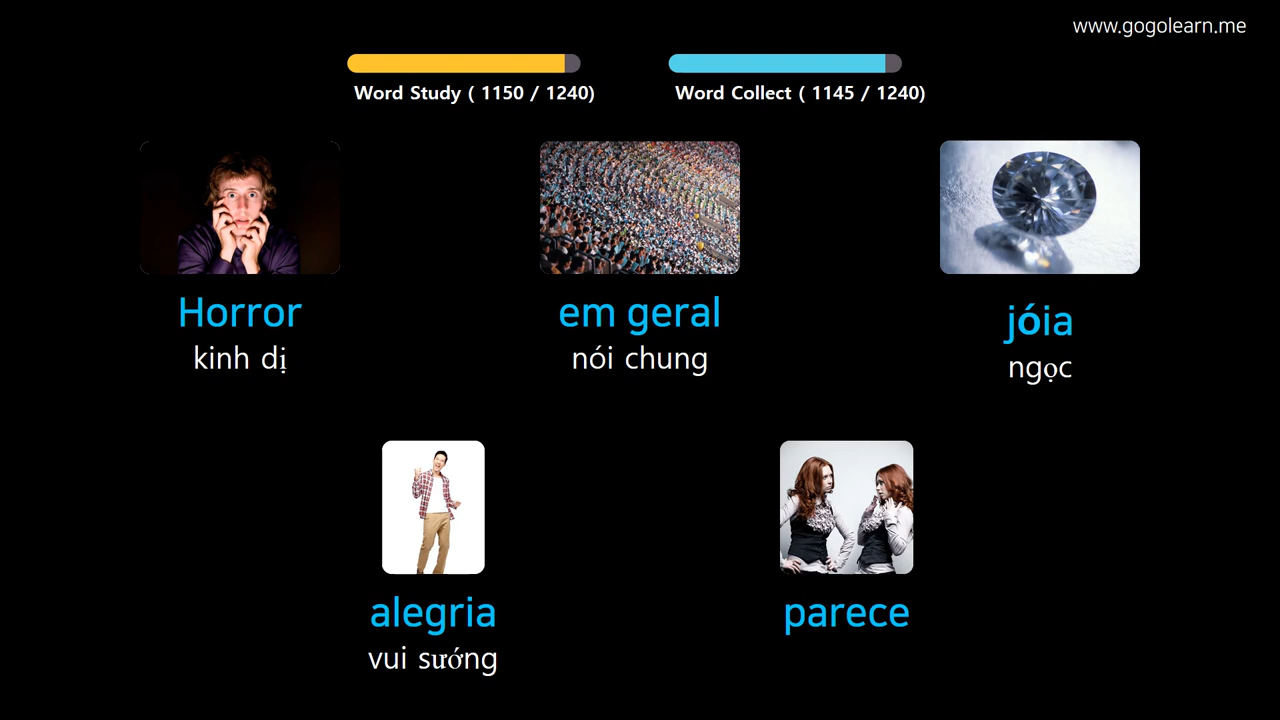 www.gogolearn.me
Word Study ( 1150 / 1240)
Word Collect ( 1145 / 1240)
Horror
kinh dị
em geral
nói chung
jóia
ngọc
alegria
vui sướng
parece